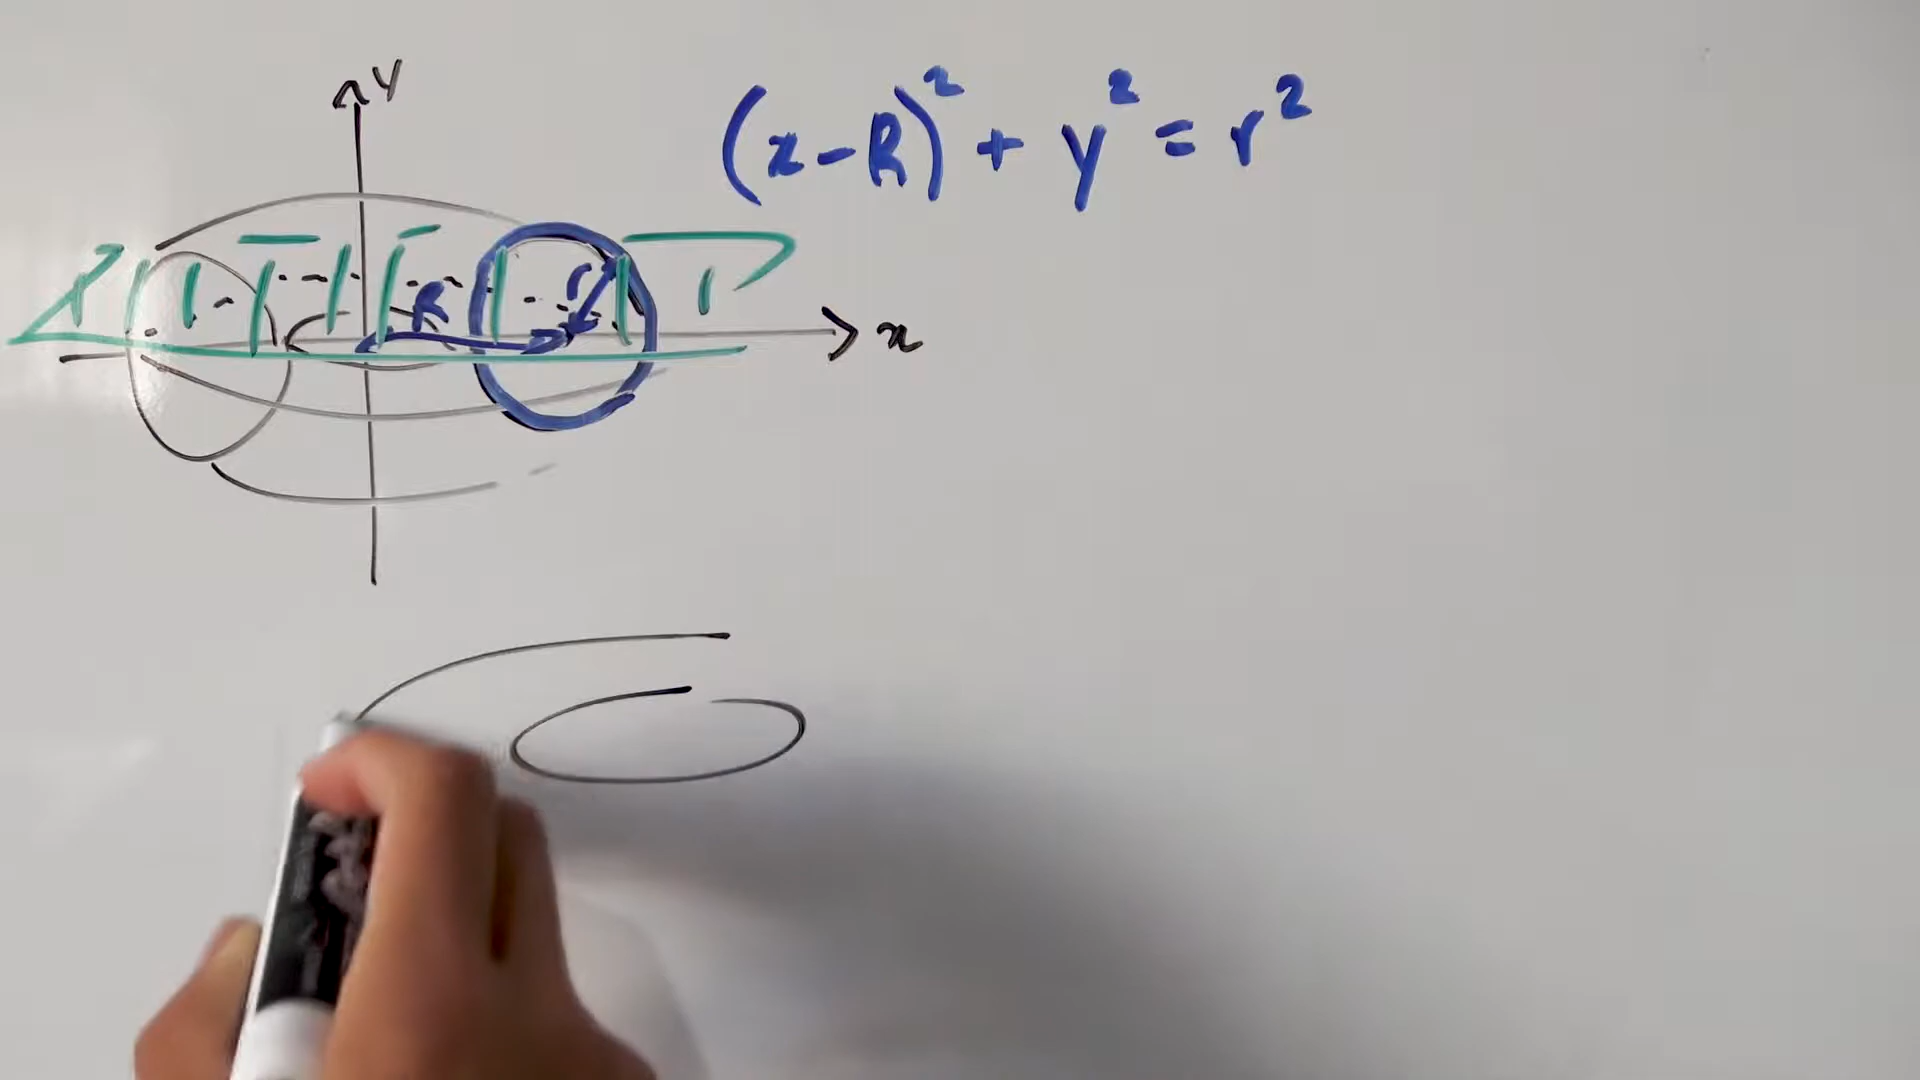 y
(x-R)² + y² = r²
R
r
x